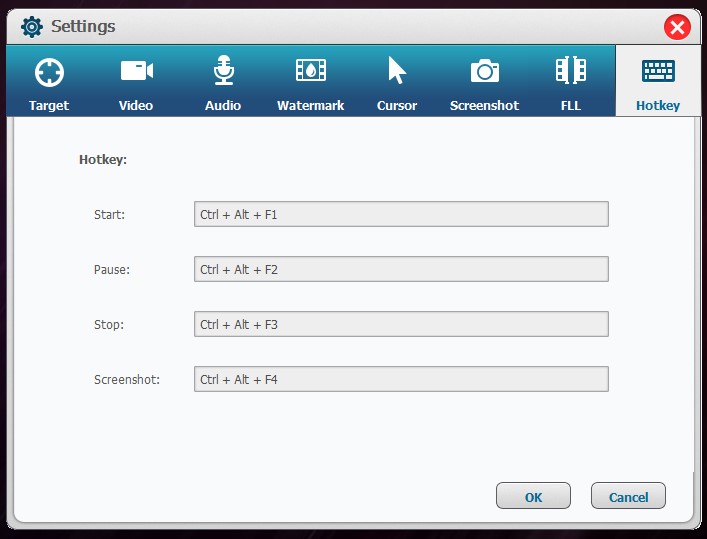 Settings
Target Video Audio Watermark Cursor Screenshot FLL Hotkey
Hotkey:
Start: Ctrl + Alt + F1
Pause: Ctrl + Alt + F2
Stop: Ctrl + Alt + F3
Screenshot: Ctrl + Alt + F4
OK Cancel